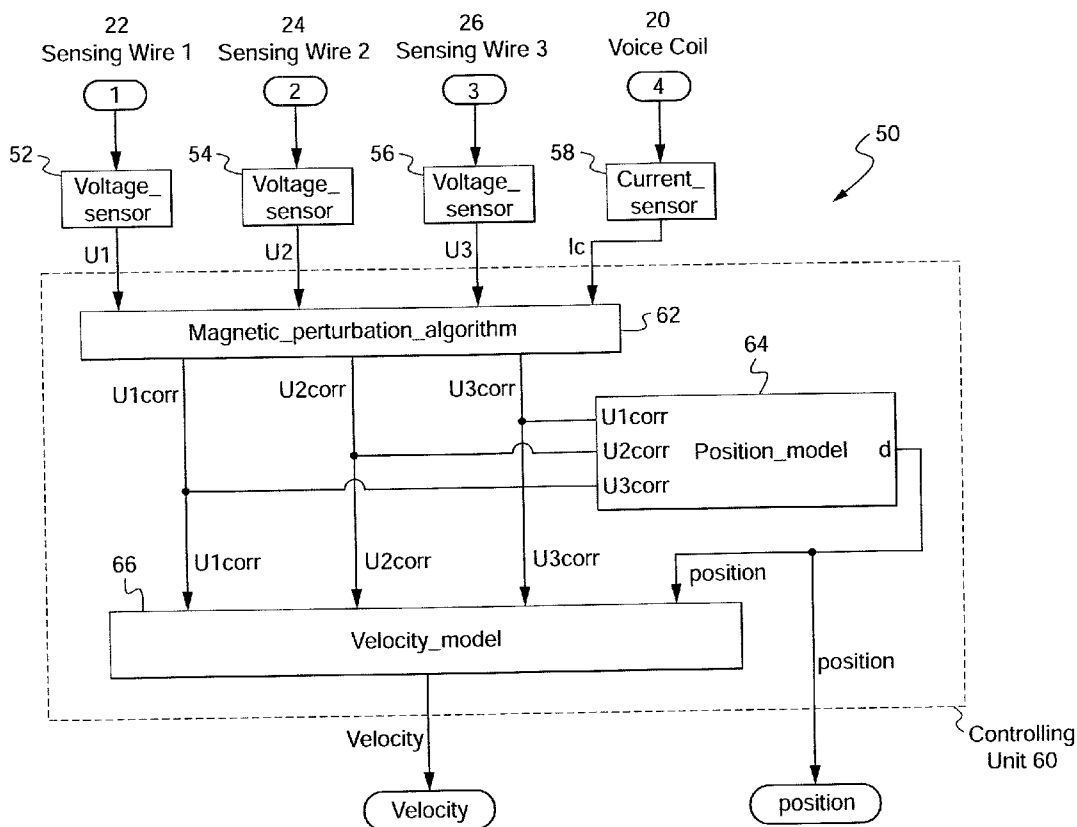 22
Sensing Wire 1
24
Sensing Wire 2
26
Sensing Wire 3
20
Voice Coil
1
2
3
4
50
52
54
56
58
Voltage_
sensor
Voltage_
sensor
Voltage_
sensor
Current_
sensor
U1
U2
U3
Ic
Magnetic_perturbation_algorithm
62
64
U1corr
U2corr
U3corr
U1corr
U2corr
U3corr
Position_model
d
U1corr
U2corr
U3corr
position
66
Velocity_model
position
Velocity
Controlling
Unit 60
Velocity
position